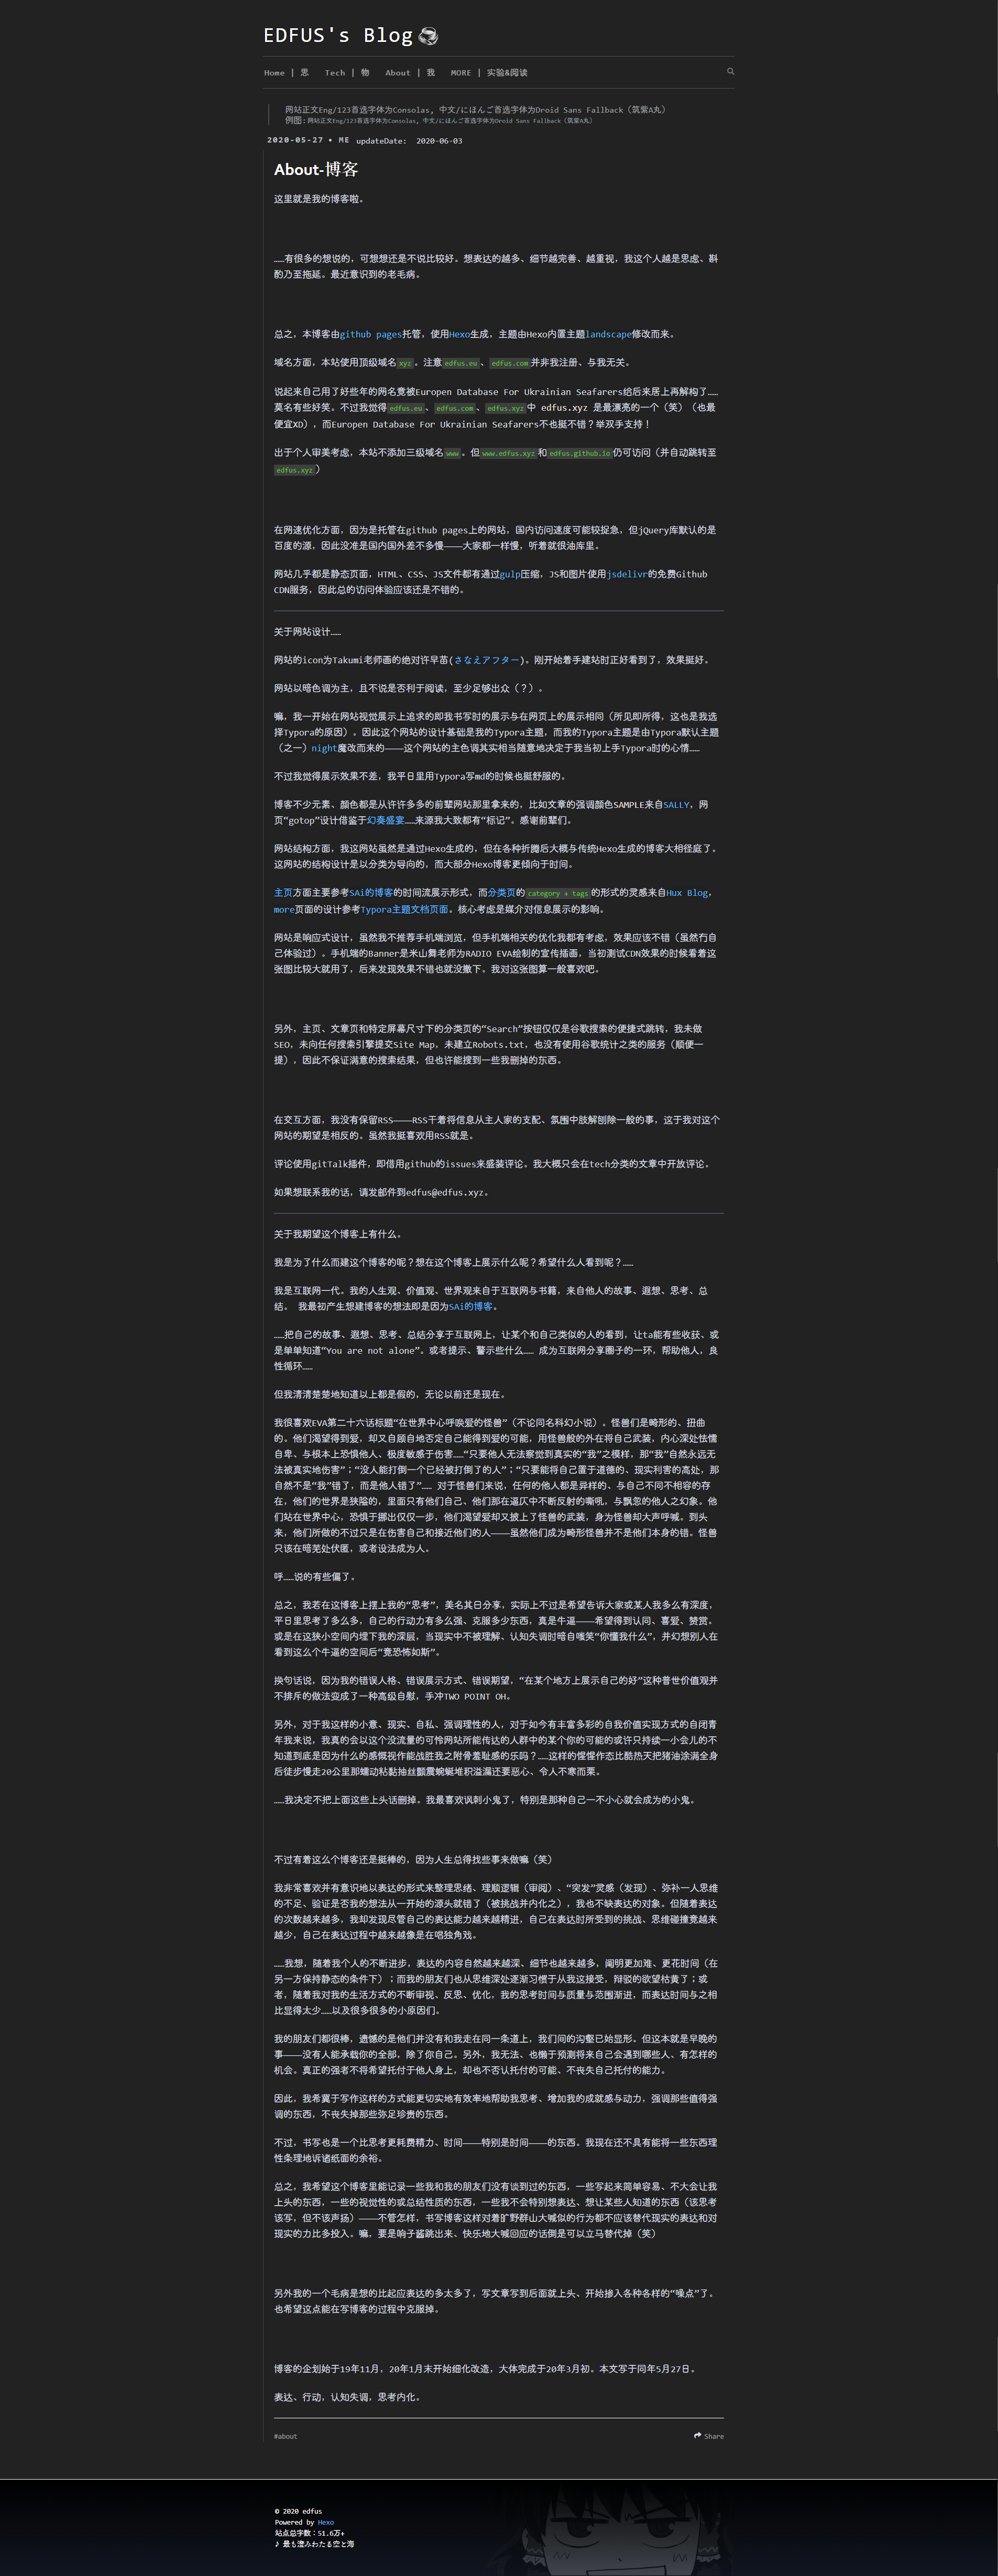 EDFUS's Blog
Home | 思 Tech | 物 About | 我 MORE | 实验&阅读
网站正文Eng/123首选字体为Consolas, 中文/にほんご首选字体为Droid Sans Fallback（筑紫A丸）
例图：网站正文Eng/123首选字体为Consolas, 中文/にほんご首选字体为Droid Sans Fallback（筑紫A丸）
2020-05-27 • ME updateDate: 2020-06-03
About-博客
这里就是我的博客啦。
……有很多的想说的，可想想还是不说比较好。想表达的越多、细节越完善、越重视，我这个人越是思虑、斟
酌乃至拖延。最近意识到的老毛病。
总之，本博客由github pages托管，使用Hexo生成，主题由Hexo内置主题landscape修改而来。
域名方面，本站使用顶级域名xyz。注意edfus.eu、edfus.com并非我注册、与我无关。
说起来自己用了好些年的网名竟被Europen Database For Ukrainian Seafarers给后来居上再解构了……
莫名有些好笑。不过我觉得edfus.eu、edfus.com、edfus.xyz中 edfus.xyz 是最漂亮的一个（笑）（也最
便宜XD），而Europen Database For Ukrainian Seafarers不也挺不错？举双手支持！
出于个人审美考虑，本站不添加三级域名www。但www.edfus.xyz和edfus.github.io仍可访问（并自动跳转至
edfus.xyz）
在网速优化方面，因为是托管在github pages上的网站，国内访问速度可能较捉急，但jQuery库默认的是
百度的源，因此没准是国内国外差不多慢——大家都一样慢，听着就很油库里。
网站几乎都是静态页面，HTML、CSS、JS文件都有通过gulp压缩，JS和图片使用jsdelivr的免费Github
CDN服务，因此总的访问体验应该还是不错的。
关于网站设计……
网站的icon为Takumi老师画的绝对许早苗(さなえアフター)。刚开始着手建站时正好看到了，效果挺好。
网站以暗色调为主，且不说是否利于阅读，至少足够出众（？）。
嘛，我一开始在网站视觉展示上追求的即我书写时的展示与在网页上的展示相同（所见即所得，这也是我选
择Typora的原因）。因此这个网站的设计基础是我的Typora主题，而我的Typora主题是由Typora默认主题
（之一）night魔改而来的——这个网站的主色调其实相当随意地决定于我当初上手Typora时的心情……
不过我觉得展示效果不差，我平日里用Typora写md的时候也挺舒服的。
博客不少元素、颜色都是从许许多多的前辈网站那里拿来的，比如文章的强调颜色SAMPLE来自SALLY，网
页“gotop”设计借鉴于幻奏盛宴……来源我大致都有“标记”。感谢前辈们。
网站结构方面，我这网站虽然是通过Hexo生成的，但在各种折腾后大概与传统Hexo生成的博客大相径庭了。
这网站的结构设计是以分类为导向的，而大部分Hexo博客更倾向于时间。
主页方面主要参考SAi的博客的时间流展示形式，而分类页的category + tags的形式的灵感来自Hux Blog，
more页面的设计参考Typora主题文档页面。核心考虑是媒介对信息展示的影响。
网站是响应式设计，虽然我不推荐手机端浏览，但手机端相关的优化我都有考虑，效果应该不错（虽然冇自
己体验过）。手机端的Banner是米山舞老师为RADIO EVA绘制的宣传插画，当初测试CDN效果的时候看着这
张图比较大就用了，后来发现效果不错也就没撤下。我对这张图算一般喜欢吧。
另外，主页、文章页和特定屏幕尺寸下的分类页的“Search”按钮仅仅是谷歌搜索的便捷式跳转，我未做
SEO，未向任何搜索引擎提交Site Map，未建立Robots.txt，也没有使用谷歌统计之类的服务（顺便一
提），因此不保证满意的搜索结果，但也许能搜到一些我删掉的东西。
在交互方面，我没有保留RSS——RSS干着将信息从主人家的支配、氛围中肢解刨除一般的事，这于我对这个
网站的期望是相反的。虽然我挺喜欢用RSS就是。
评论使用gitTalk插件，即借用github的issues来盛装评论。我大概只会在tech分类的文章中开放评论。
如果想联系我的话，请发邮件到edfus@edfus.xyz。
关于我期望这个博客上有什么。
我是为了什么而建这个博客的呢？想在这个博客上展示什么呢？希望什么人看到呢？……
我是互联网一代。我的人生观、价值观、世界观来自于互联网与书籍，来自他人的故事、遐想、思考、总
结。 我最初产生想建博客的想法即是因为SAi的博客。
……把自己的故事、遐想、思考、总结分享于互联网上，让某个和自己类似的人的看到，让ta能有些收获、或
是单单知道“You are not alone”。或者提示、警示些什么…… 成为互联网分享圈子的一环，帮助他人，良
性循环……
但我清清楚楚地知道以上都是假的，无论以前还是现在。
我很喜欢EVA第二十六话标题“在世界中心呼唤爱的怪兽”（不论同名科幻小说）。怪兽们是畸形的、扭曲
的。他们渴望得到爱，却又自顾自地否定自己能得到爱的可能，用怪兽般的外在将自己武装，内心深处怯懦
自卑、与根本上恐惧他人、极度敏感于伤害……“只要他人无法察觉到真实的“我”之模样，那“我”自然永远无
法被真实地伤害”；“没人能打倒一个已经被打倒了的人”；“只要能将自己置于道德的、现实利害的高处，那
自然不是“我”错了，而是他人错了”…… 对于怪兽们来说，任何的他人都是异样的、与自己不同不相容的存
在，他们的世界是狭隘的，里面只有他们自己、他们那在逼仄中不断反射的嘶吼，与飘忽的他人之幻象。他
们站在世界中心，恐惧于挪出仅仅一步，他们渴望爱却又披上了怪兽的武装，身为怪兽却大声呼喊。到头
来，他们所做的不过只是在伤害自己和接近他们的人——虽然他们成为畸形怪兽并不是他们本身的错。怪兽
只该在暗芜处伏匿，或者设法成为人。
呼……说的有些偏了。
总之，我若在这博客上摆上我的“思考”，美名其曰分享，实际上不过是希望告诉大家或某人我多么有深度，
平日里思考了多么多，自己的行动力有多么强、克服多少东西，真是牛逼——希望得到认同、喜爱、赞赏。
或是在这狭小空间内埋下我的深层，当现实中不被理解、认知失调时暗自嗤笑“你懂我什么”，并幻想别人在
看到这么个牛逼的空间后“竟恐怖如斯”。
换句话说，因为我的错误人格、错误展示方式、错误期望，“在某个地方上展示自己的好”这种普世价值观并
不排斥的做法变成了一种高级自慰，手冲TWO POINT OH。
另外，对于我这样的小意、现实、自私、强调理性的人，对于如今有丰富多彩的自我价值实现方式的自闭青
年我来说，我真的会以这个没流量的可怜网站所能传达的人群中的某个你的可能的或许只持续一小会儿的不
知道到底是因为什么的感慨视作能战胜我之附骨羞耻感的乐吗？……这样的惺惺作态比酷热天把猪油涂满全身
后徒步慢走20公里那蠕动粘黏抽丝颤震蜿蜒堆积溢漏还要恶心、令人不寒而栗。
……我决定不把上面这些上头话删掉。我最喜欢讽刺小鬼了，特别是那种自己一不小心就会成为的小鬼。
不过有着这么个博客还是挺棒的，因为人生总得找些事来做嘛（笑）
我非常喜欢并有意识地以表达的形式来整理思绪、理顺逻辑（审阅）、“突发”灵感（发现）、弥补一人思维
的不足、验证是否我的想法从一开始的源头就错了（被挑战并内化之），我也不缺表达的对象。但随着表达
的次数越来越多，我却发现尽管自己的表达能力越来越精进，自己在表达时所受到的挑战、思维碰撞竟越来
越少，自己在表达过程中越来越像是在唱独角戏。
……我想，随着我个人的不断进步，表达的内容自然越来越深、细节也越来越多，阐明更加难、更花时间（在
另一方保持静态的条件下）；而我的朋友们也从思维深处逐渐习惯于从我这接受，辩驳的欲望枯黄了；或
者，随着我对我的生活方式的不断审视、反思、优化，我的思考时间与质量与范围渐进，而表达时间与之相
比显得太少……以及很多很多的小原因们。
我的朋友们都很棒，遗憾的是他们并没有和我走在同一条道上，我们间的沟壑已始显形。但这本就是早晚的
事——没有人能承载你的全部，除了你自己。另外，我无法、也懒于预测将来自己会遇到哪些人、有怎样的
机会。真正的强者不将希望托付于他人身上，却也不否认托付的可能、不丧失自己托付的能力。
因此，我希冀于写作这样的方式能更切实地有效率地帮助我思考、增加我的成就感与动力，强调那些值得强
调的东西，不丧失掉那些弥足珍贵的东西。
不过，书写也是一个比思考更耗费精力、时间——特别是时间——的东西。我现在还不具有能将一些东西理
性条理地诉诸纸面的余裕。
总之，我希望这个博客里能记录一些我和我的朋友们没有谈到过的东西，一些写起来简单容易、不大会让我
上头的东西，一些的视觉性的或总结性质的东西，一些我不会特别想表达、想让某些人知道的东西（该思考
该写，但不该声扬）——不管怎样，书写博客这样对着旷野群山大喊似的行为都不应该替代现实的表达和对
现实的力比多投入。嘛，要是响子酱跳出来、快乐地大喊回应的话倒是可以立马替代掉（笑）
另外我的一个毛病是想的比起应表达的多太多了，写文章写到后面就上头、开始掺入各种各样的“噪点”了。
也希望这点能在写博客的过程中克服掉。
博客的企划始于19年11月，20年1月末开始细化改造，大体完成于20年3月初。本文写于同年5月27日。
表达、行动，认知失调，思考内化。
#about Share
© 2020 edfus
Powered by Hexo
站点总字数：51.6万+
♪ 最も澄みわたる空と海